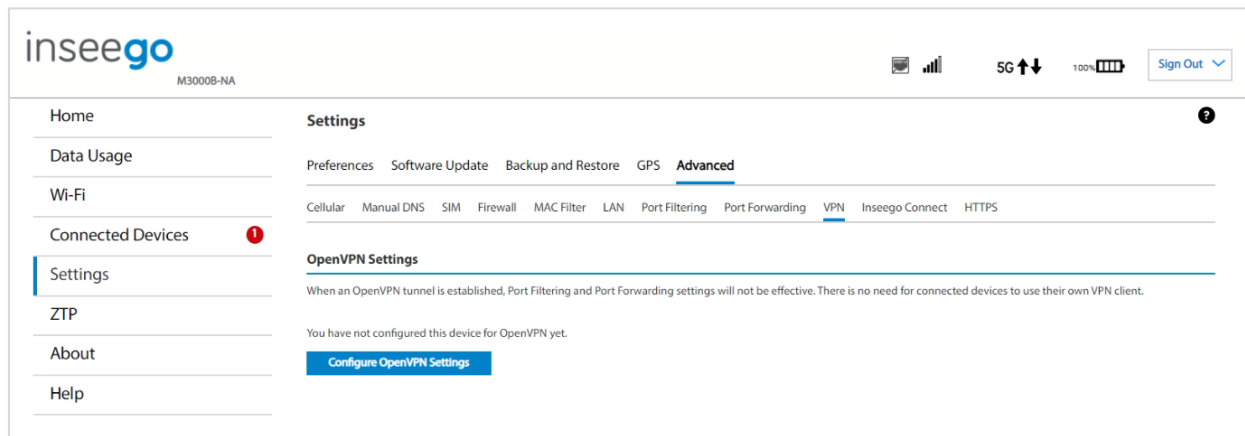 inseego
M3000B-NA
5G
100%
Sign Out
Home
Data Usage
Wi-Fi
Connected Devices 1
Settings
ZTP
About
Help
Settings ?
Preferences Software Update Backup and Restore GPS Advanced
Cellular Manual DNS SIM Firewall MAC Filter LAN Port Filtering Port Forwarding VPN Inseego Connect HTTPS
OpenVPN Settings
When an OpenVPN tunnel is established, Port Filtering and Port Forwarding settings will not be effective. There is no need for connected devices to use their own VPN client.
You have not configured this device for OpenVPN yet.
Configure OpenVPN Settings